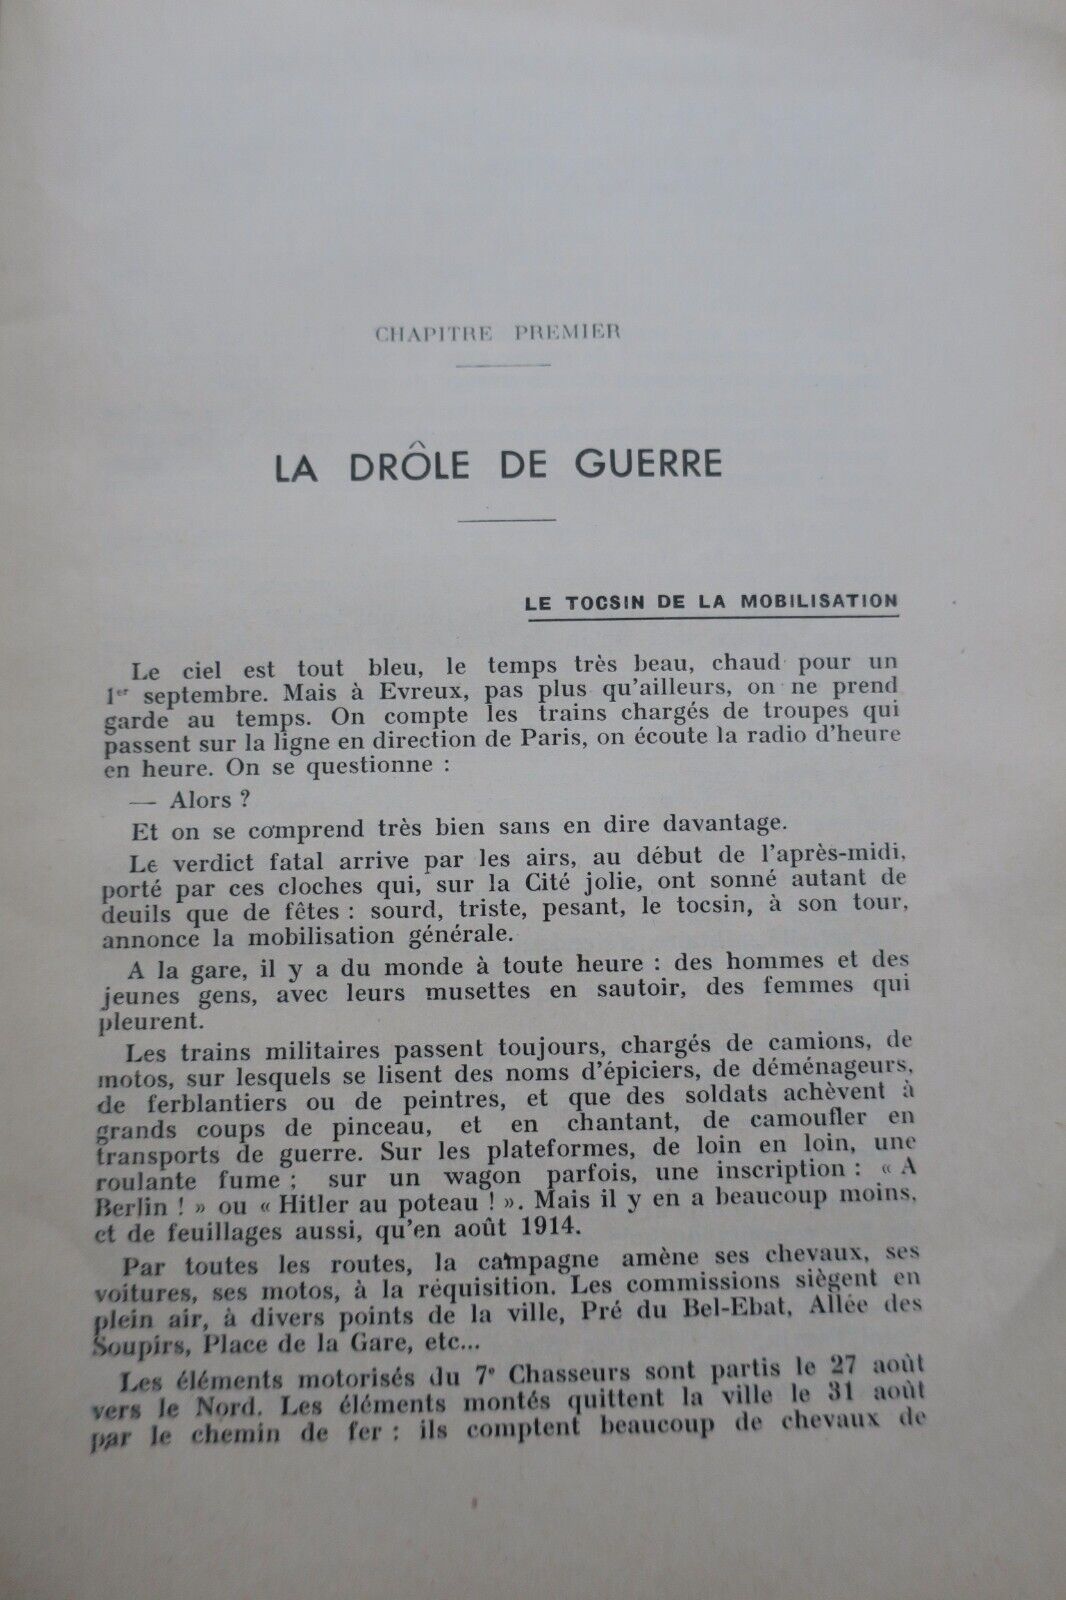 CHAPITRE PREMIER
LA DRÔLE DE GUERRE
LE TOCSIN DE LA MOBILISATION
Le ciel est tout bleu, le temps très beau, chaud pour un
1er septembre. Mais à Evreux, pas plus qu'ailleurs, on ne prend
garde au temps. On compte les trains chargés de troupes qui
passent sur la ligne en direction de Paris, on écoute la radio d'heure
en heure. On se questionne :
— Alors ?
Et on se comprend très bien sans en dire davantage.
Le verdict fatal arrive par les airs, au début de l'après-midi,
porté par ces cloches qui, sur la Cité jolie, ont sonné autant de
deuils que de fêtes : sourd, triste, pesant, le tocsin, à son tour,
annonce la mobilisation générale.
A la gare, il y a du monde à toute heure : des hommes et des
jeunes gens, avec leurs musettes en sautoir, des femmes qui
pleurent.
Les trains militaires passent toujours, chargés de camions, de
motos, sur lesquels se lisent des noms d'épiciers, de déménageurs,
de ferblantiers ou de peintres, et que des soldats achèvent à
grands coups de pinceau, et en chantant, de camoufler en
transports de guerre. Sur les plateformes, de loin en loin, une
roulante fume ; sur un wagon parfois, une inscription : « A
Berlin ! » ou « Hitler au poteau ! ». Mais il y en a beaucoup moins,
et de feuillages aussi, qu'en août 1914.
Par toutes les routes, la campagne amène ses chevaux, ses
voitures, ses motos, à la réquisition. Les commissions siègent en
plein air, à divers points de la ville, Pré du Bel-Ebat, Allée des
Soupirs, Place de la Gare, etc...
Les éléments motorisés du 7e Chasseurs sont partis le 27 août
vers le Nord. Les éléments montés quittent la ville le 31 août
par le chemin de fer ; ils comptent beaucoup de chevaux de